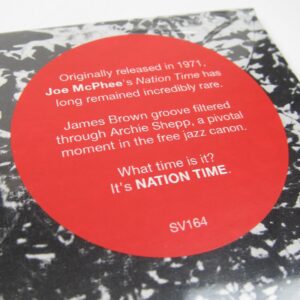 Originally released in 1971,
Joe McPhee's Nation Time has
long remained incredibly rare.
James Brown groove filtered
through Archie Shepp, a pivotal
moment in the free jazz canon.
What time is it?
It's NATION TIME.
SV164